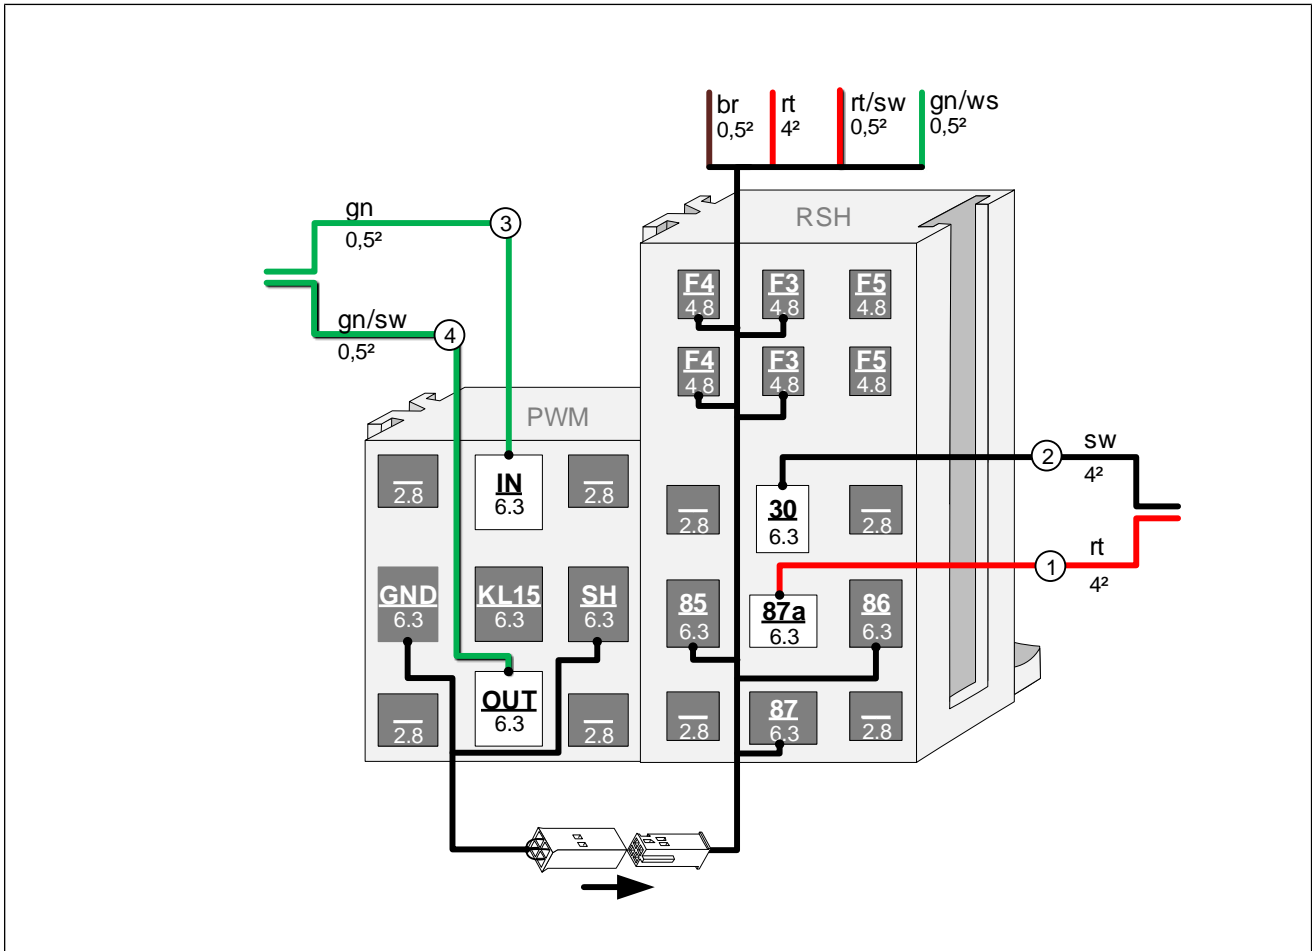 br rt rt/sw gn/ws
0,5² 4² 0,5² 0,5²
gn
0,5²
3
RSH
gn/sw
0,5²
4
F4 F3 F5
4.8 4.8 4.8
F4 F3 F5
4.8 4.8 4.8
PWM
sw
4²
2
IN
2.8 6.3 2.8
30
2.8 6.3 2.8
rt
4²
1
GND KL15 SH
6.3 6.3 6.3
85 87a 86
6.3 6.3 6.3
OUT
2.8 6.3 2.8
87
2.8 6.3 2.8